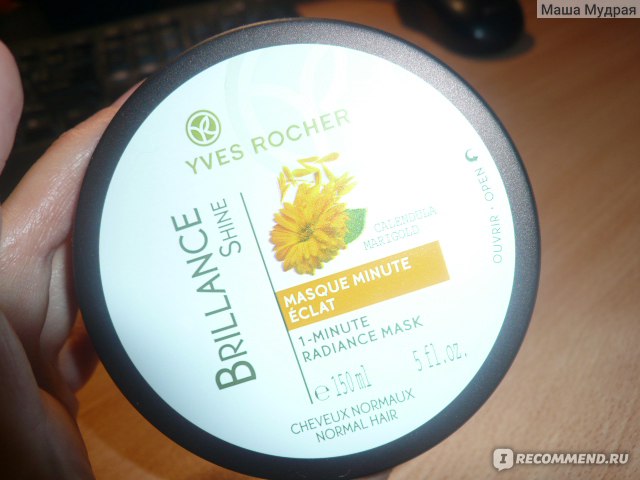 Маша Мудрая
YVES ROCHER
BRILLANCE
SHINE
CALENDULA
MARIGOLD
MASQUE MINUTE
ÉCLAT
1-MINUTE
RADIANCE MASK
e 150 ml 5 fl.oz.
CHEVEUX NORMAUX
NORMAL HAIR
OUVRIR • OPEN
I RECOMMEND.RU